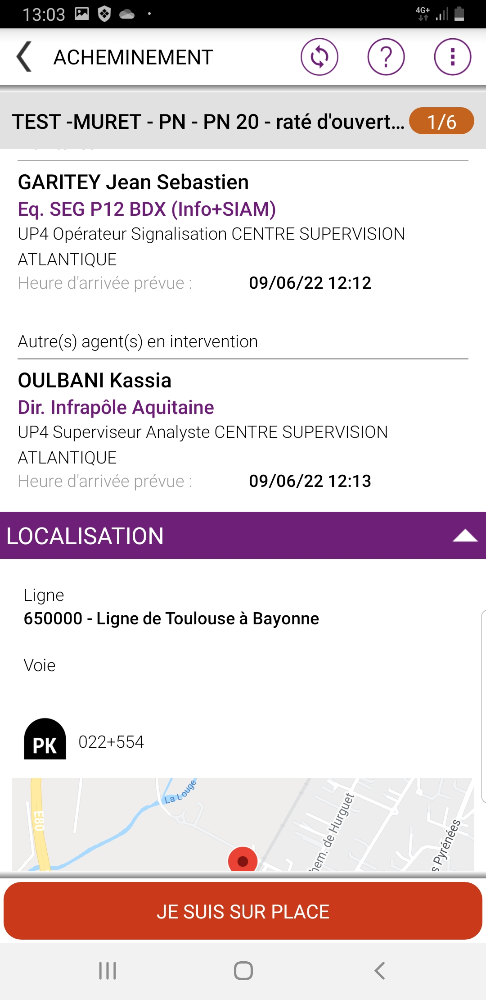 13:03
4G+
ACHEMINEMENT
?
TEST -MURET - PN - PN 20 - raté d'ouvert... 1/6
GARITEY Jean Sebastien
Eq. SEG P12 BDX (Info+SIAM)
UP4 Opérateur Signalisation CENTRE SUPERVISION
ATLANTIQUE
Heure d'arrivée prévue : 09/06/22 12:12
Autre(s) agent(s) en intervention
OULBANI Kassia
Dir. Infrapôle Aquitaine
UP4 Superviseur Analyste CENTRE SUPERVISION
ATLANTIQUE
Heure d'arrivée prévue : 09/06/22 12:13
LOCALISATION
Ligne
650000 - Ligne de Toulouse à Bayonne
Voie
PK 022+554
La Louge
E80
hem. de Hurguet
s Pyrénées
JE SUIS SUR PLACE